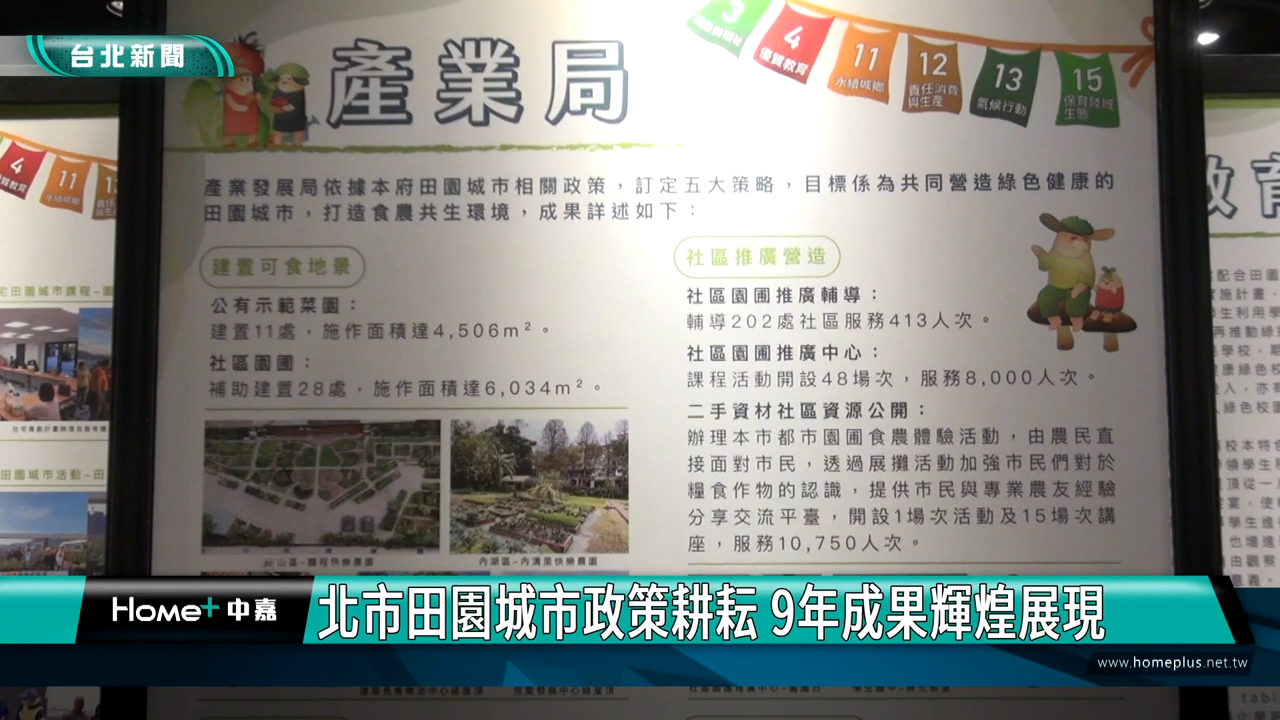 台北新聞
產業局
3
4
優質教育
11
永續城鄉
12
責任消費
與生產
13
氣候行動
15
保育陸域
生態
4
11
產業發展局依據本府田園城市相關政策，訂定五大策略，目標係為共同營造綠色健康的
田園城市，打造食農共生環境，成果詳述如下：
建置可食地景
公有示範菜園：
建置11處，施作面積達4,506m²。
社區園圃：
補助建置28處，施作面積達6,034m²。
內湖區-內溝里快樂農園
社區推廣營造
社區園圃推廣輔導：
輔導202處社區服務413人次。
社區園圃推廣中心：
課程活動開設48場次，服務8,000人次。
二手資材社區資源公開：
辦理本市都市園圃食農體驗活動，由農民直
接面對市民，透過展攤活動加強市民們對於
糧食作物的認識，提供市民與專業農友經驗
分享交流平臺，開設1場次活動及15場次講
座，服務10,750人次。
Home+中嘉
北市田園城市政策耕耘 9年成果輝煌展現
www.homeplus.net.tw